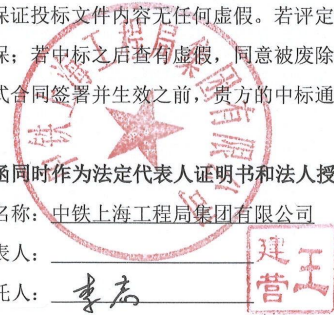 保证投标文件内容无任何虚假。若评定
保；若中标之后查有虚假，同意被废除
式合同签署并生效之前，贵方的中标通
函同时作为法定代表人证明书和法人授
名称：中铁上海工程局集团有限公司
表人：
托人：
建王
营